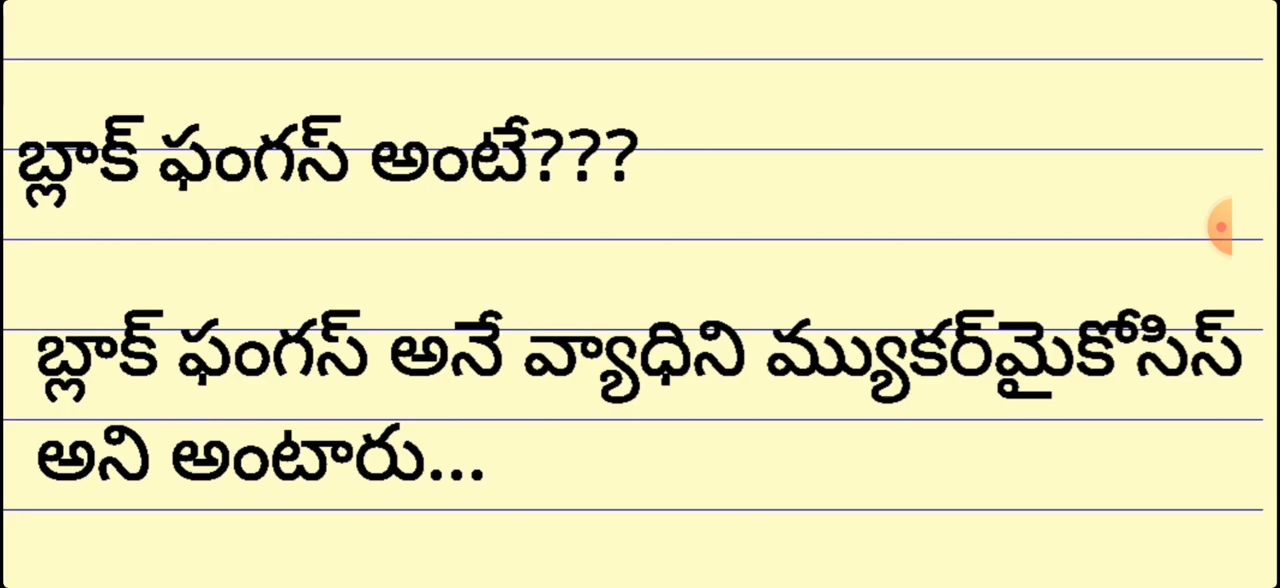 బ్లాక్ ఫంగస్ అంటే???
బ్లాక్ ఫంగస్ అనే వ్యాధిని మ్యుకర్‌మైకోసిస్
అని అంటారు...